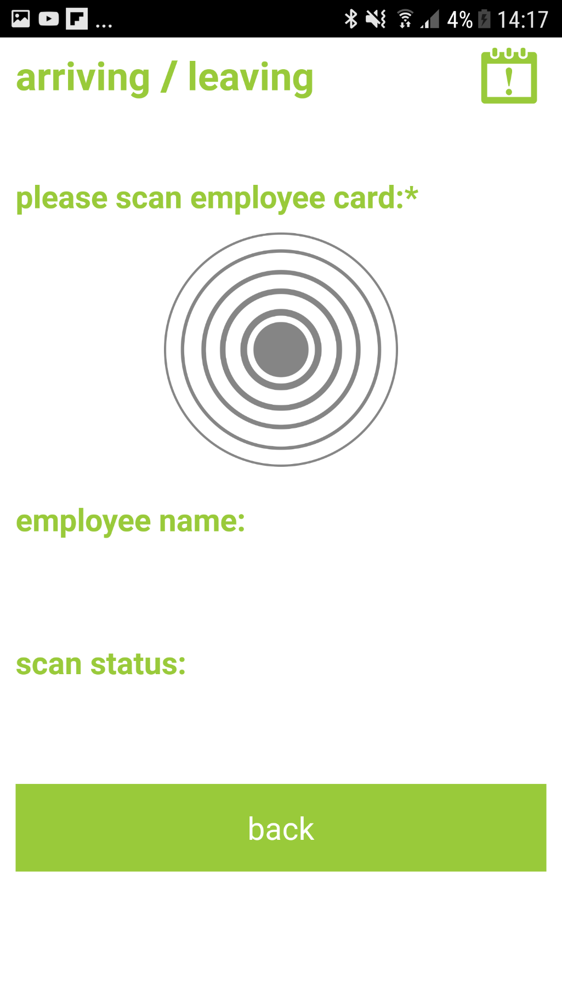 ... 4% 14:17
arriving / leaving
!
please scan employee card:*
employee name:
scan status:
back